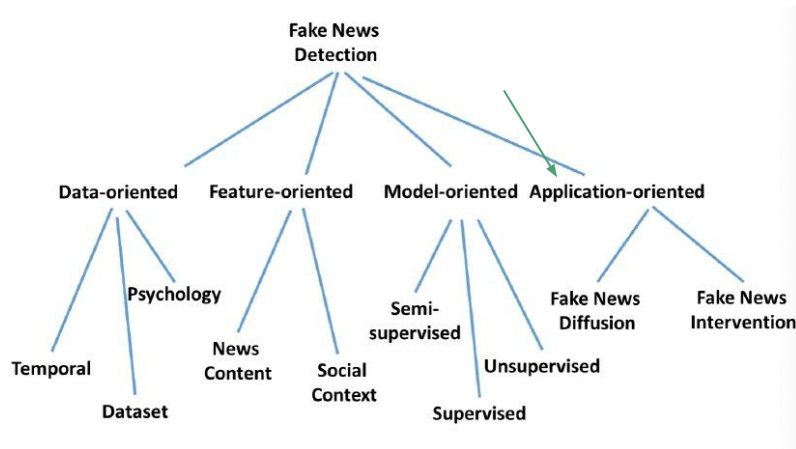 Fake News
Detection
Data-oriented
Feature-oriented
Model-oriented
Application-oriented
Psychology
Temporal
Dataset
News
Content
Social
Context
Semi-
supervised
Unsupervised
Supervised
Fake News
Diffusion
Fake News
Intervention